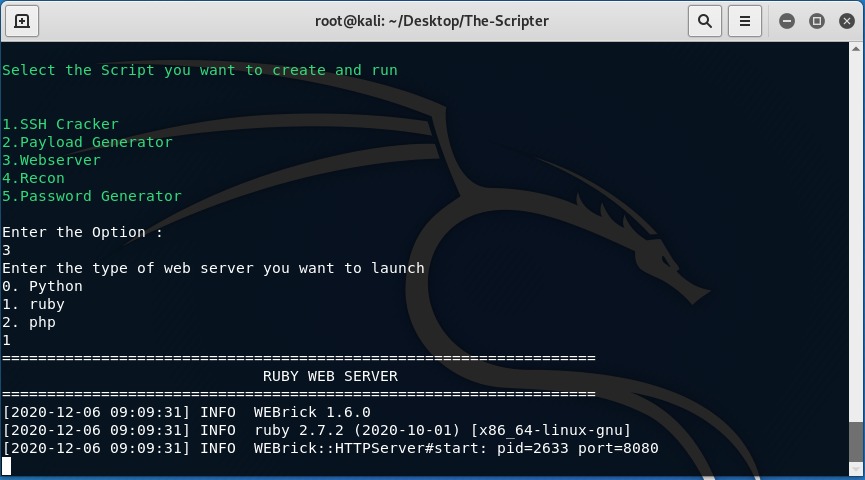 root@kali: ~/Desktop/The-Scripter
Select the Script you want to create and run
1.SSH Cracker
2.Payload Generator
3.Webserver
4.Recon
5.Password Generator
Enter the Option :
3
Enter the type of web server you want to launch
0. Python
1. ruby
2. php
1
==================================================================
RUBY WEB SERVER
==================================================================
[2020-12-06 09:09:31] INFO  WEBrick 1.6.0
[2020-12-06 09:09:31] INFO  ruby 2.7.2 (2020-10-01) [x86_64-linux-gnu]
[2020-12-06 09:09:31] INFO  WEBrick::HTTPServer#start: pid=2633 port=8080